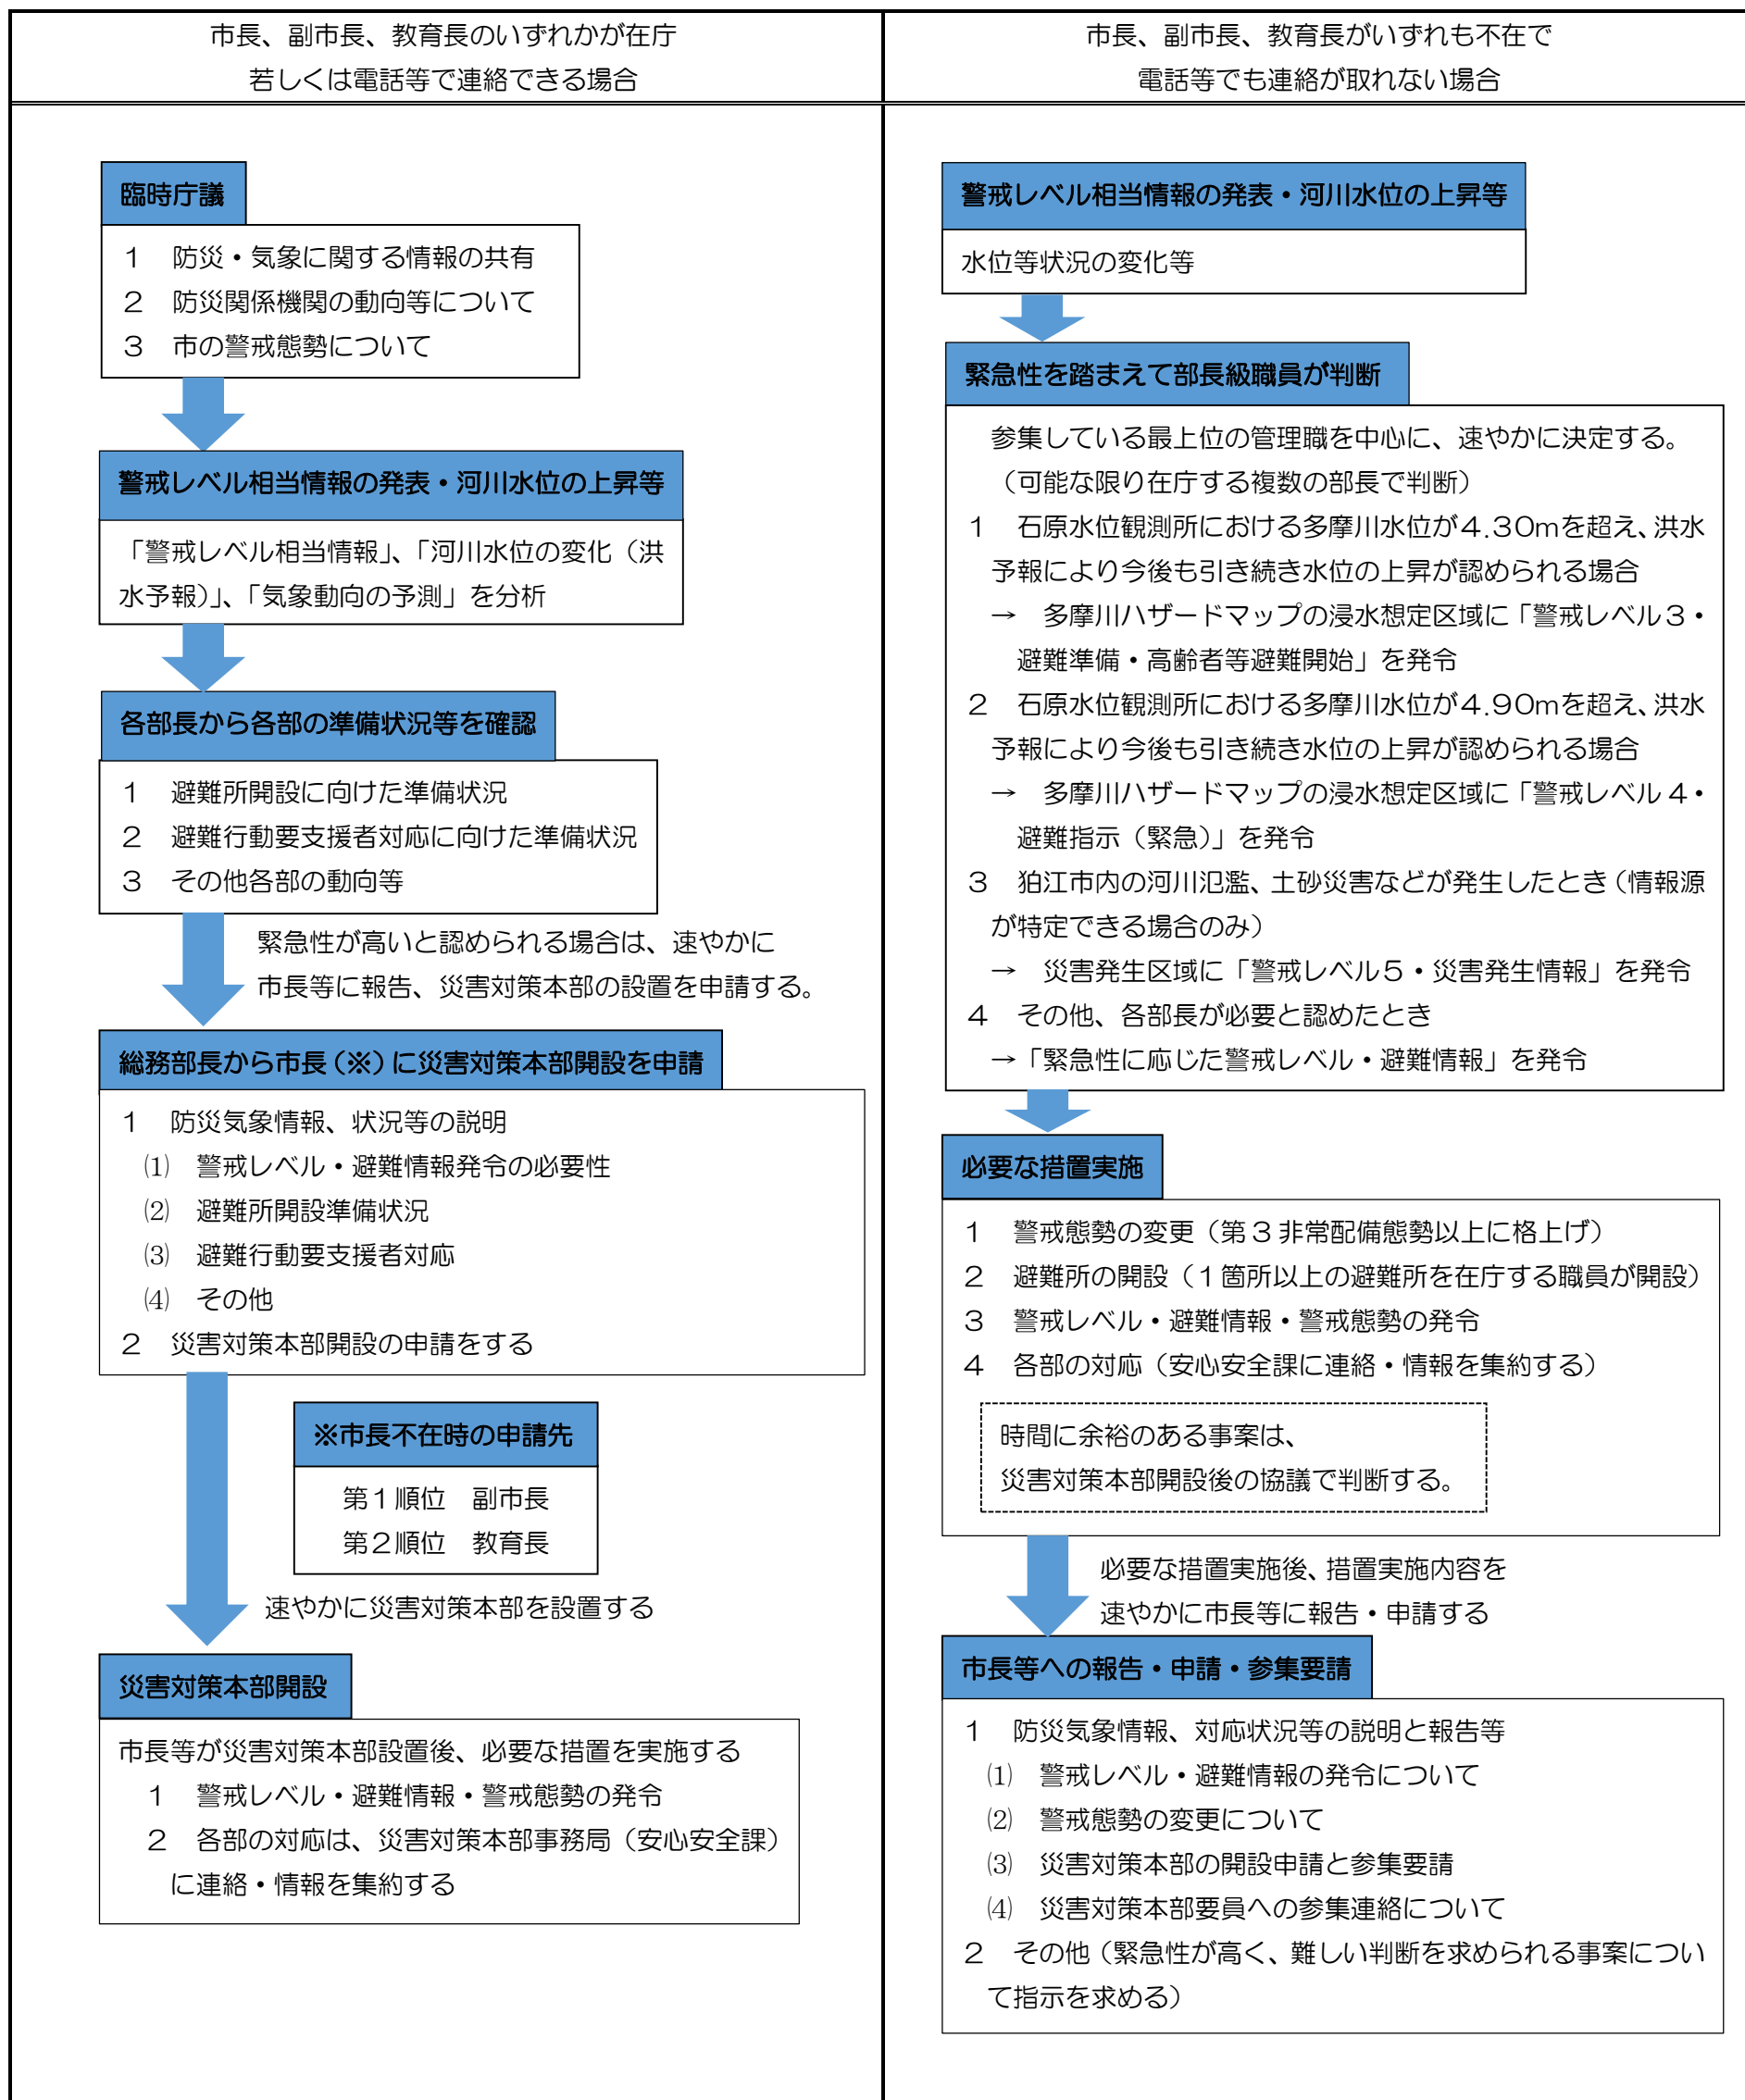 市長、副市長、教育長のいずれかが在庁
若しくは電話等で連絡できる場合
臨時庁議
１　防災・気象に関する情報の共有
２　防災関係機関の動向等について
３　市の警戒態勢について
警戒レベル相当情報の発表・河川水位の上昇等
「警戒レベル相当情報」、「河川水位の変化（洪
水予報）」、「気象動向の予測」を分析
各部長から各部の準備状況等を確認
１　避難所開設に向けた準備状況
２　避難行動要支援者対応に向けた準備状況
３　その他各部の動向等
緊急性が高いと認められる場合は、速やかに
市長等に報告、災害対策本部の設置を申請する。
総務部長から市長（※）に災害対策本部開設を申請
１　防災気象情報、状況等の説明
⑴　警戒レベル・避難情報発令の必要性
⑵　避難所開設準備状況
⑶　避難行動要支援者対応
⑷　その他
２　災害対策本部開設の申請をする
※市長不在時の申請先
第１順位　副市長
第２順位　教育長
速やかに災害対策本部を設置する
災害対策本部開設
市長等が災害対策本部設置後、必要な措置を実施する
１　警戒レベル・避難情報・警戒態勢の発令
２　各部の対応は、災害対策本部事務局（安心安全課）
に連絡・情報を集約する
市長、副市長、教育長がいずれも不在で
電話等でも連絡が取れない場合
警戒レベル相当情報の発表・河川水位の上昇等
水位等状況の変化等
緊急性を踏まえて部長級職員が判断
参集している最上位の管理職を中心に、速やかに決定する。
（可能な限り在庁する複数の部長で判断）
１　石原水位観測所における多摩川水位が４.３０ｍを超え、洪水
予報により今後も引き続き水位の上昇が認められる場合
→　多摩川ハザードマップの浸水想定区域に「警戒レベル３・
避難準備・高齢者等避難開始」を発令
２　石原水位観測所における多摩川水位が４.９０ｍを超え、洪水
予報により今後も引き続き水位の上昇が認められる場合
→　多摩川ハザードマップの浸水想定区域に「警戒レベル４・
避難指示（緊急）」を発令
３　狛江市内の河川氾濫、土砂災害などが発生したとき（情報源
が特定できる場合のみ）
→　災害発生区域に「警戒レベル５・災害発生情報」を発令
４　その他、各部長が必要と認めたとき
→「緊急性に応じた警戒レベル・避難情報」を発令
必要な措置実施
１　警戒態勢の変更（第３非常配備態勢以上に格上げ）
２　避難所の開設（１箇所以上の避難所を在庁する職員が開設）
３　警戒レベル・避難情報・警戒態勢の発令
４　各部の対応（安心安全課に連絡・情報を集約する）
時間に余裕のある事案は、
災害対策本部開設後の協議で判断する。
必要な措置実施後、措置実施内容を
速やかに市長等に報告・申請する
市長等への報告・申請・参集要請
１　防災気象情報、対応状況等の説明と報告等
⑴　警戒レベル・避難情報の発令について
⑵　警戒態勢の変更について
⑶　災害対策本部の開設申請と参集要請
⑷　災害対策本部要員への参集連絡について
２　その他（緊急性が高く、難しい判断を求められる事案につい
て指示を求める）